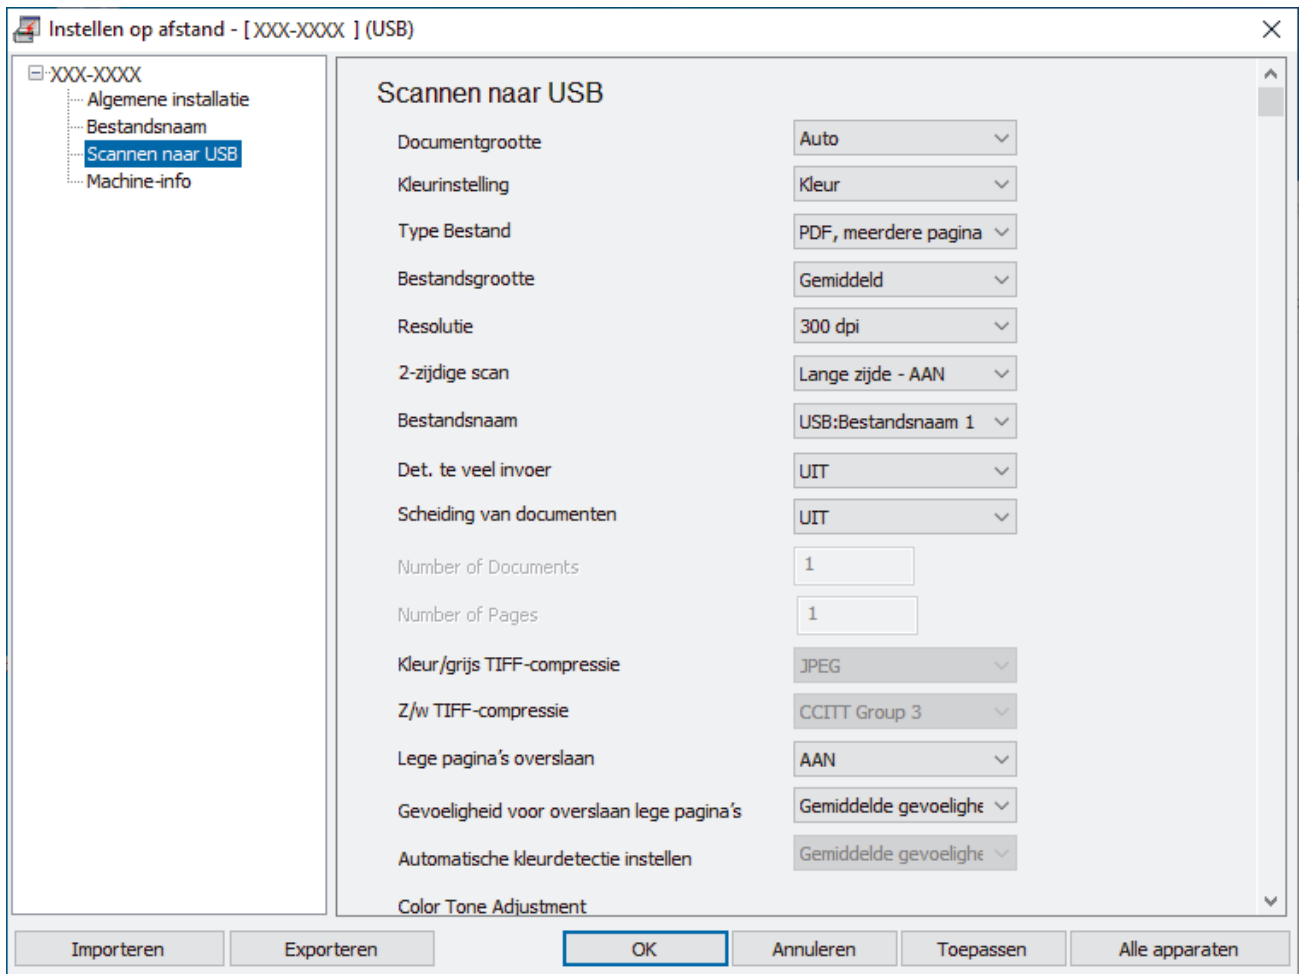 Instellen op afstand - [ XXX-XXXX ] (USB)
XXX-XXXX
Algemene installatie
Bestandsnaam
Scannen naar USB
Machine-info
Scannen naar USB
Documentgrootte Auto
Kleurinstelling Kleur
Type Bestand PDF, meerdere pagina
Bestandsgrootte Gemiddeld
Resolutie 300 dpi
2-zijdige scan Lange zijde - AAN
Bestandsnaam USB:Bestandsnaam 1
Det. te veel invoer UIT
Scheiding van documenten UIT
Number of Documents 1
Number of Pages 1
Kleur/grijs TIFF-compressie JPEG
Z/w TIFF-compressie CCITT Group 3
Lege pagina's overslaan AAN
Gevoeligheid voor overslaan lege pagina's Gemiddelde gevoelighe
Automatische kleurdetectie instellen Gemiddelde gevoelighe
Color Tone Adjustment
Importeren Exporteren OK Annuleren Toepassen Alle apparaten